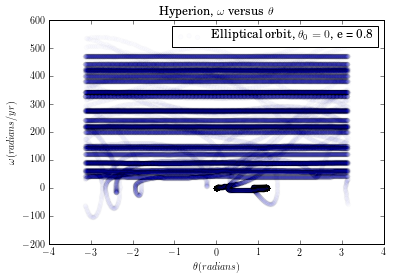 Hyperion, ω versus θ
Elliptical orbit, θ₀ = 0, e = 0.8
600
500
400
300
200
100
0
−100
−200
ω(radians/yr)
−4 −3 −2 −1 0 1 2 3 4
θ(radians)